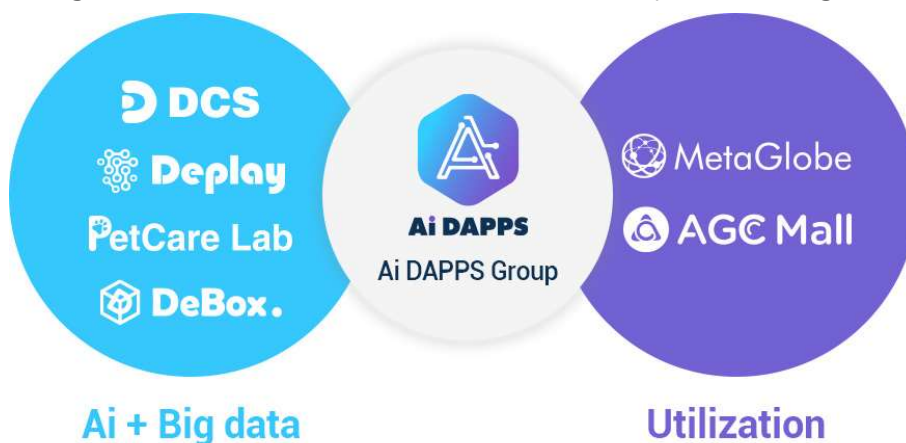 DCS
Deplay
PetCare Lab
DeBox.
Ai DAPPS
Ai DAPPS Group
MetaGlobe
AGC Mall
Ai + Big data
Utilization